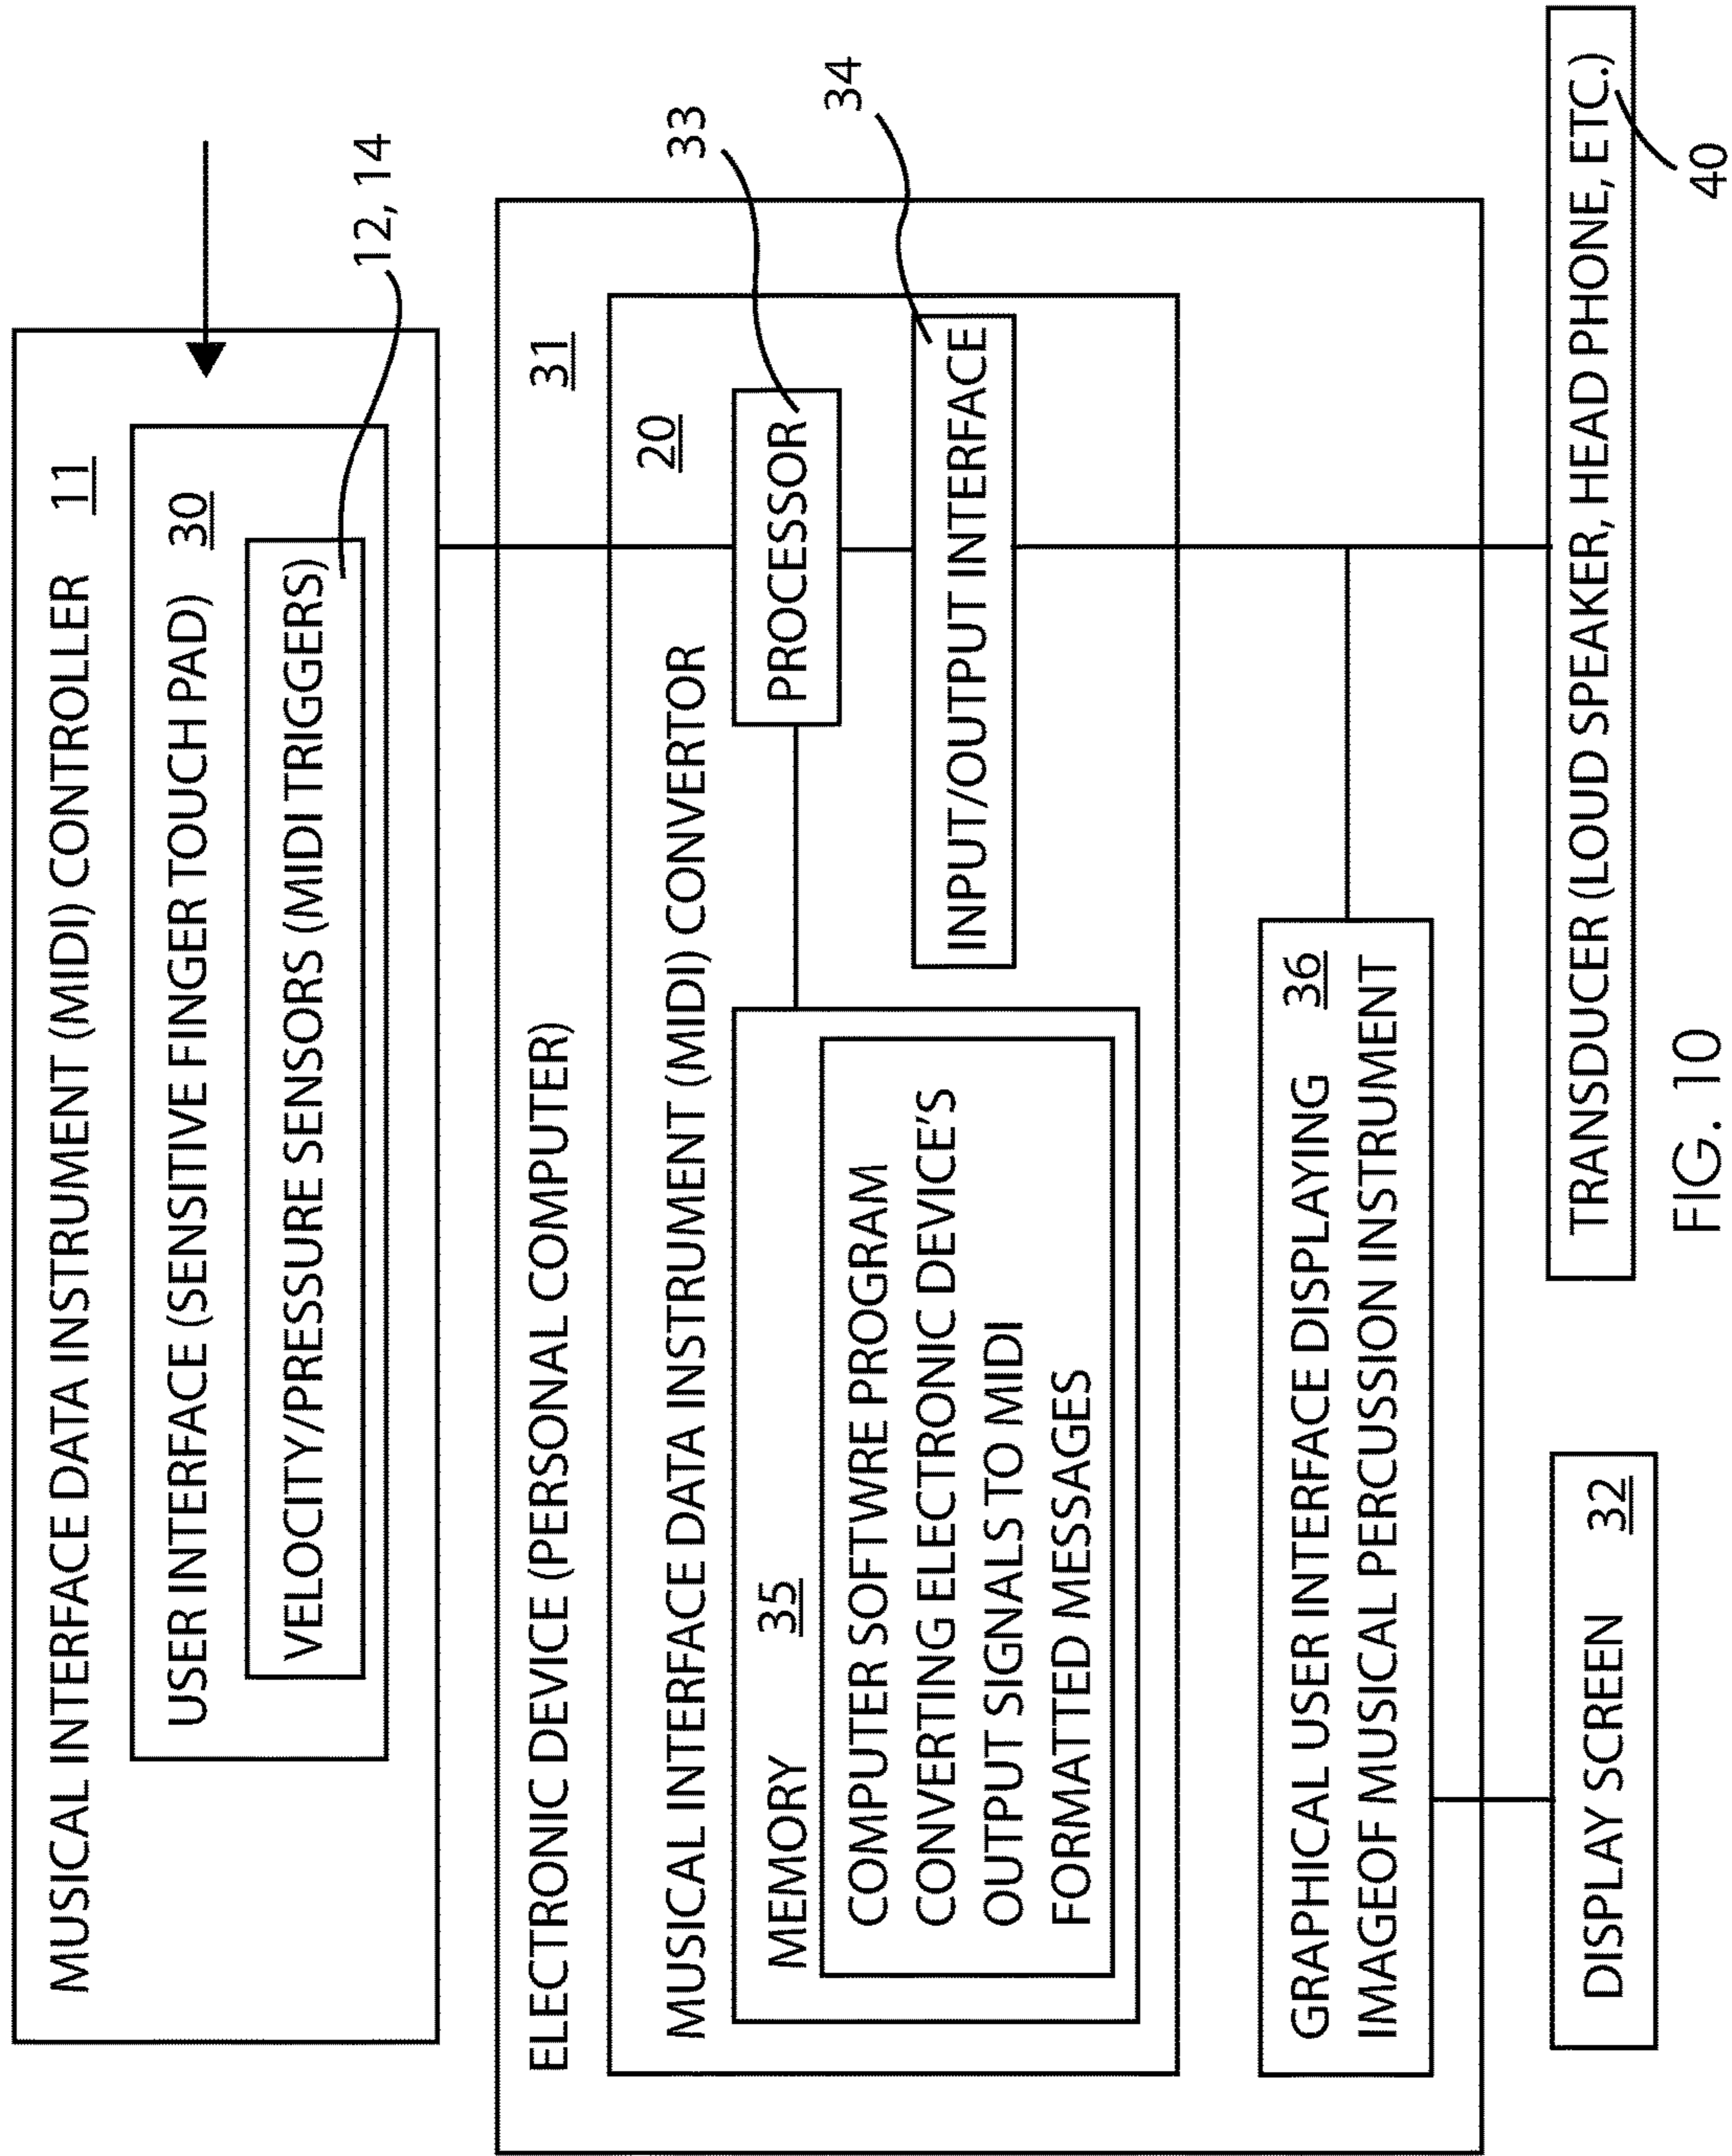 MUSICAL INTERFACE DATA INSTRUMENT (MIDI) CONTROLLER 11
USER INTERFACE (SENSITIVE FINGER TOUCH PAD) 30
VELOCITY/PRESSURE SENSORS (MIDI TRIGGERS)
12, 14
ELECTRONIC DEVICE (PERSONAL COMPUTER) 31
MUSICAL INTERFACE DATA INSTRUMENT (MIDI) CONVERTOR 20
MEMORY 35
COMPUTER SOFTWRE PROGRAM
CONVERTING ELECTRONIC DEVICE'S
OUTPUT SIGNALS TO MIDI
FORMATTED MESSAGES
PROCESSOR
33
INPUT/OUTPUT INTERFACE
34
GRAPHICAL USER INTERFACE DISPLAYING 36
IMAGEOF MUSICAL PERCUSSION INSTRUMENT
DISPLAY SCREEN 32
TRANSDUCER (LOUD SPEAKER, HEAD PHONE, ETC.)
40
FIG. 10